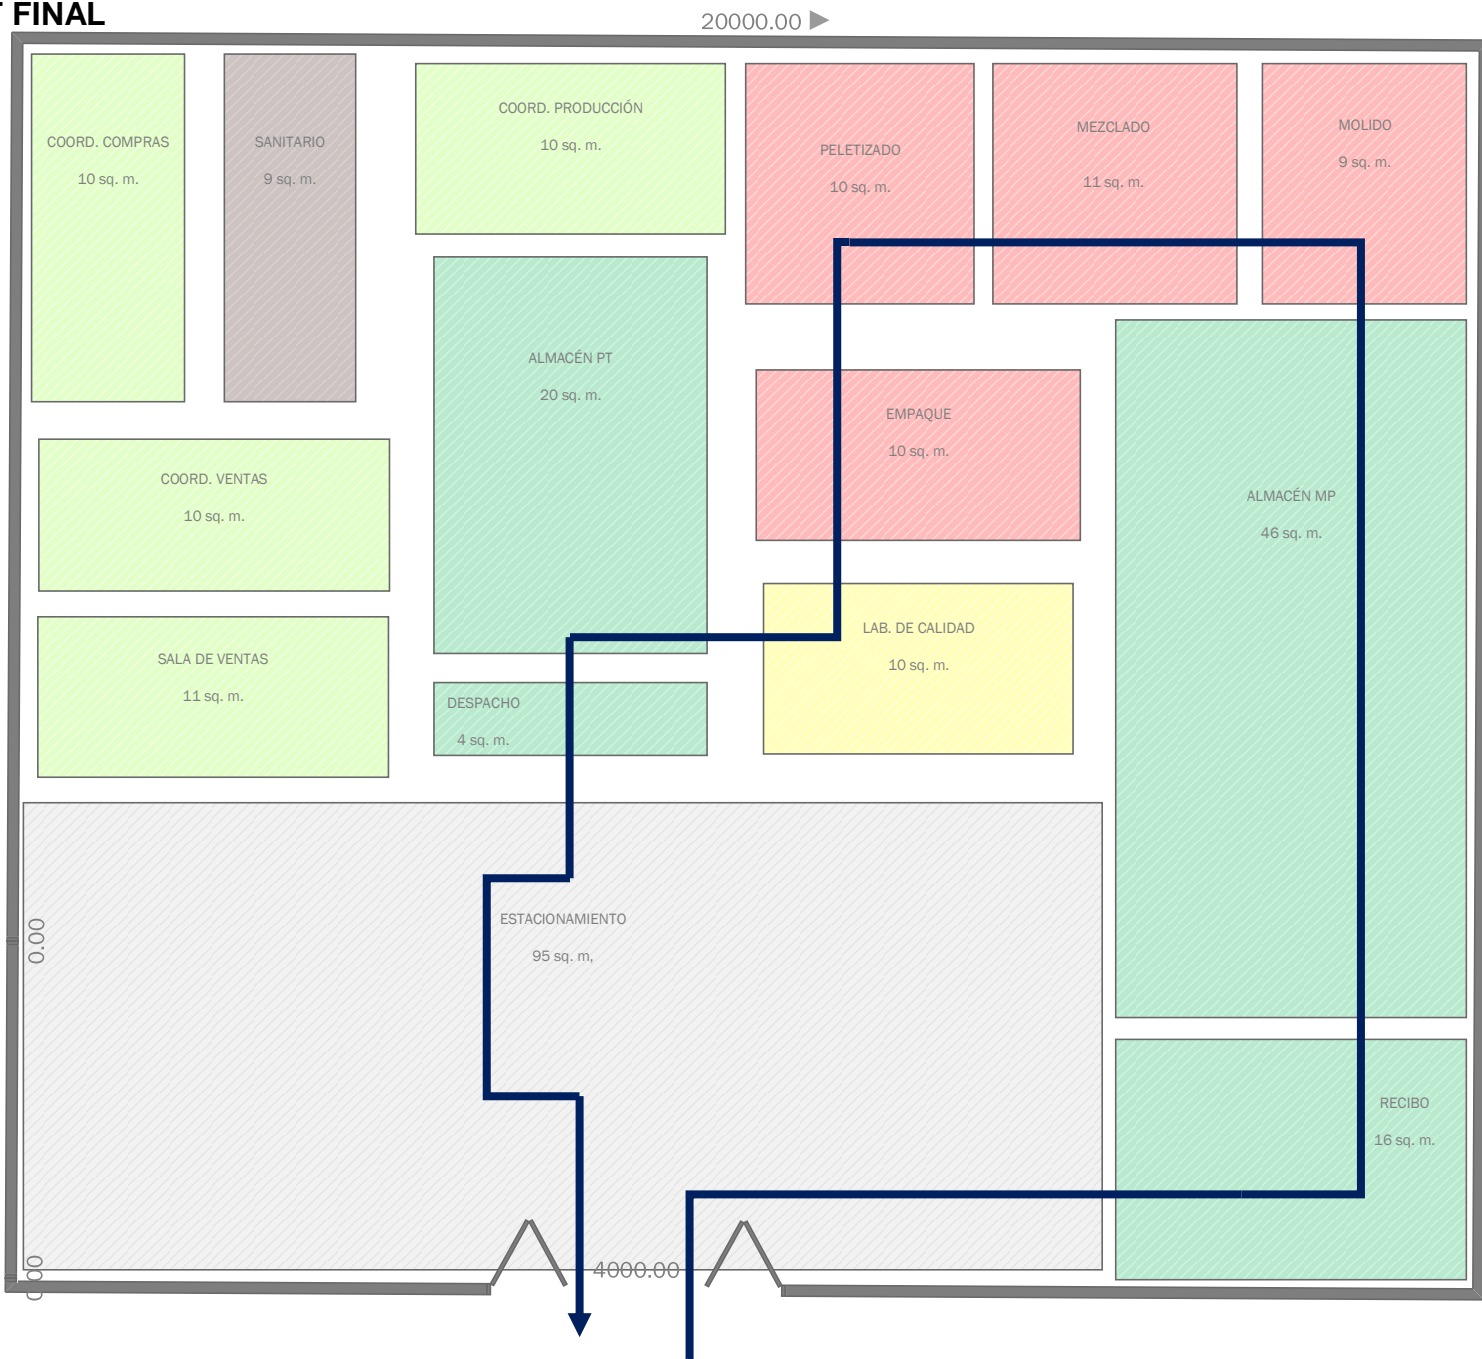 FINAL
20000.00
COORD. COMPRAS
10 sq. m.
SANITARIO
9 sq. m.
COORD. PRODUCCIÓN
10 sq. m.
PELETIZADO
10 sq. m.
MEZCLADO
11 sq. m.
MOLIDO
9 sq. m.
ALMACÉN PT
20 sq. m.
EMPAQUE
10 sq. m.
ALMACÉN MP
46 sq. m.
COORD. VENTAS
10 sq. m.
SALA DE VENTAS
11 sq. m.
LAB. DE CALIDAD
10 sq. m.
DESPACHO
4 sq. m.
ESTACIONAMIENTO
95 sq. m,
0.00
RECIBO
16 sq. m.
4000.00
0.00